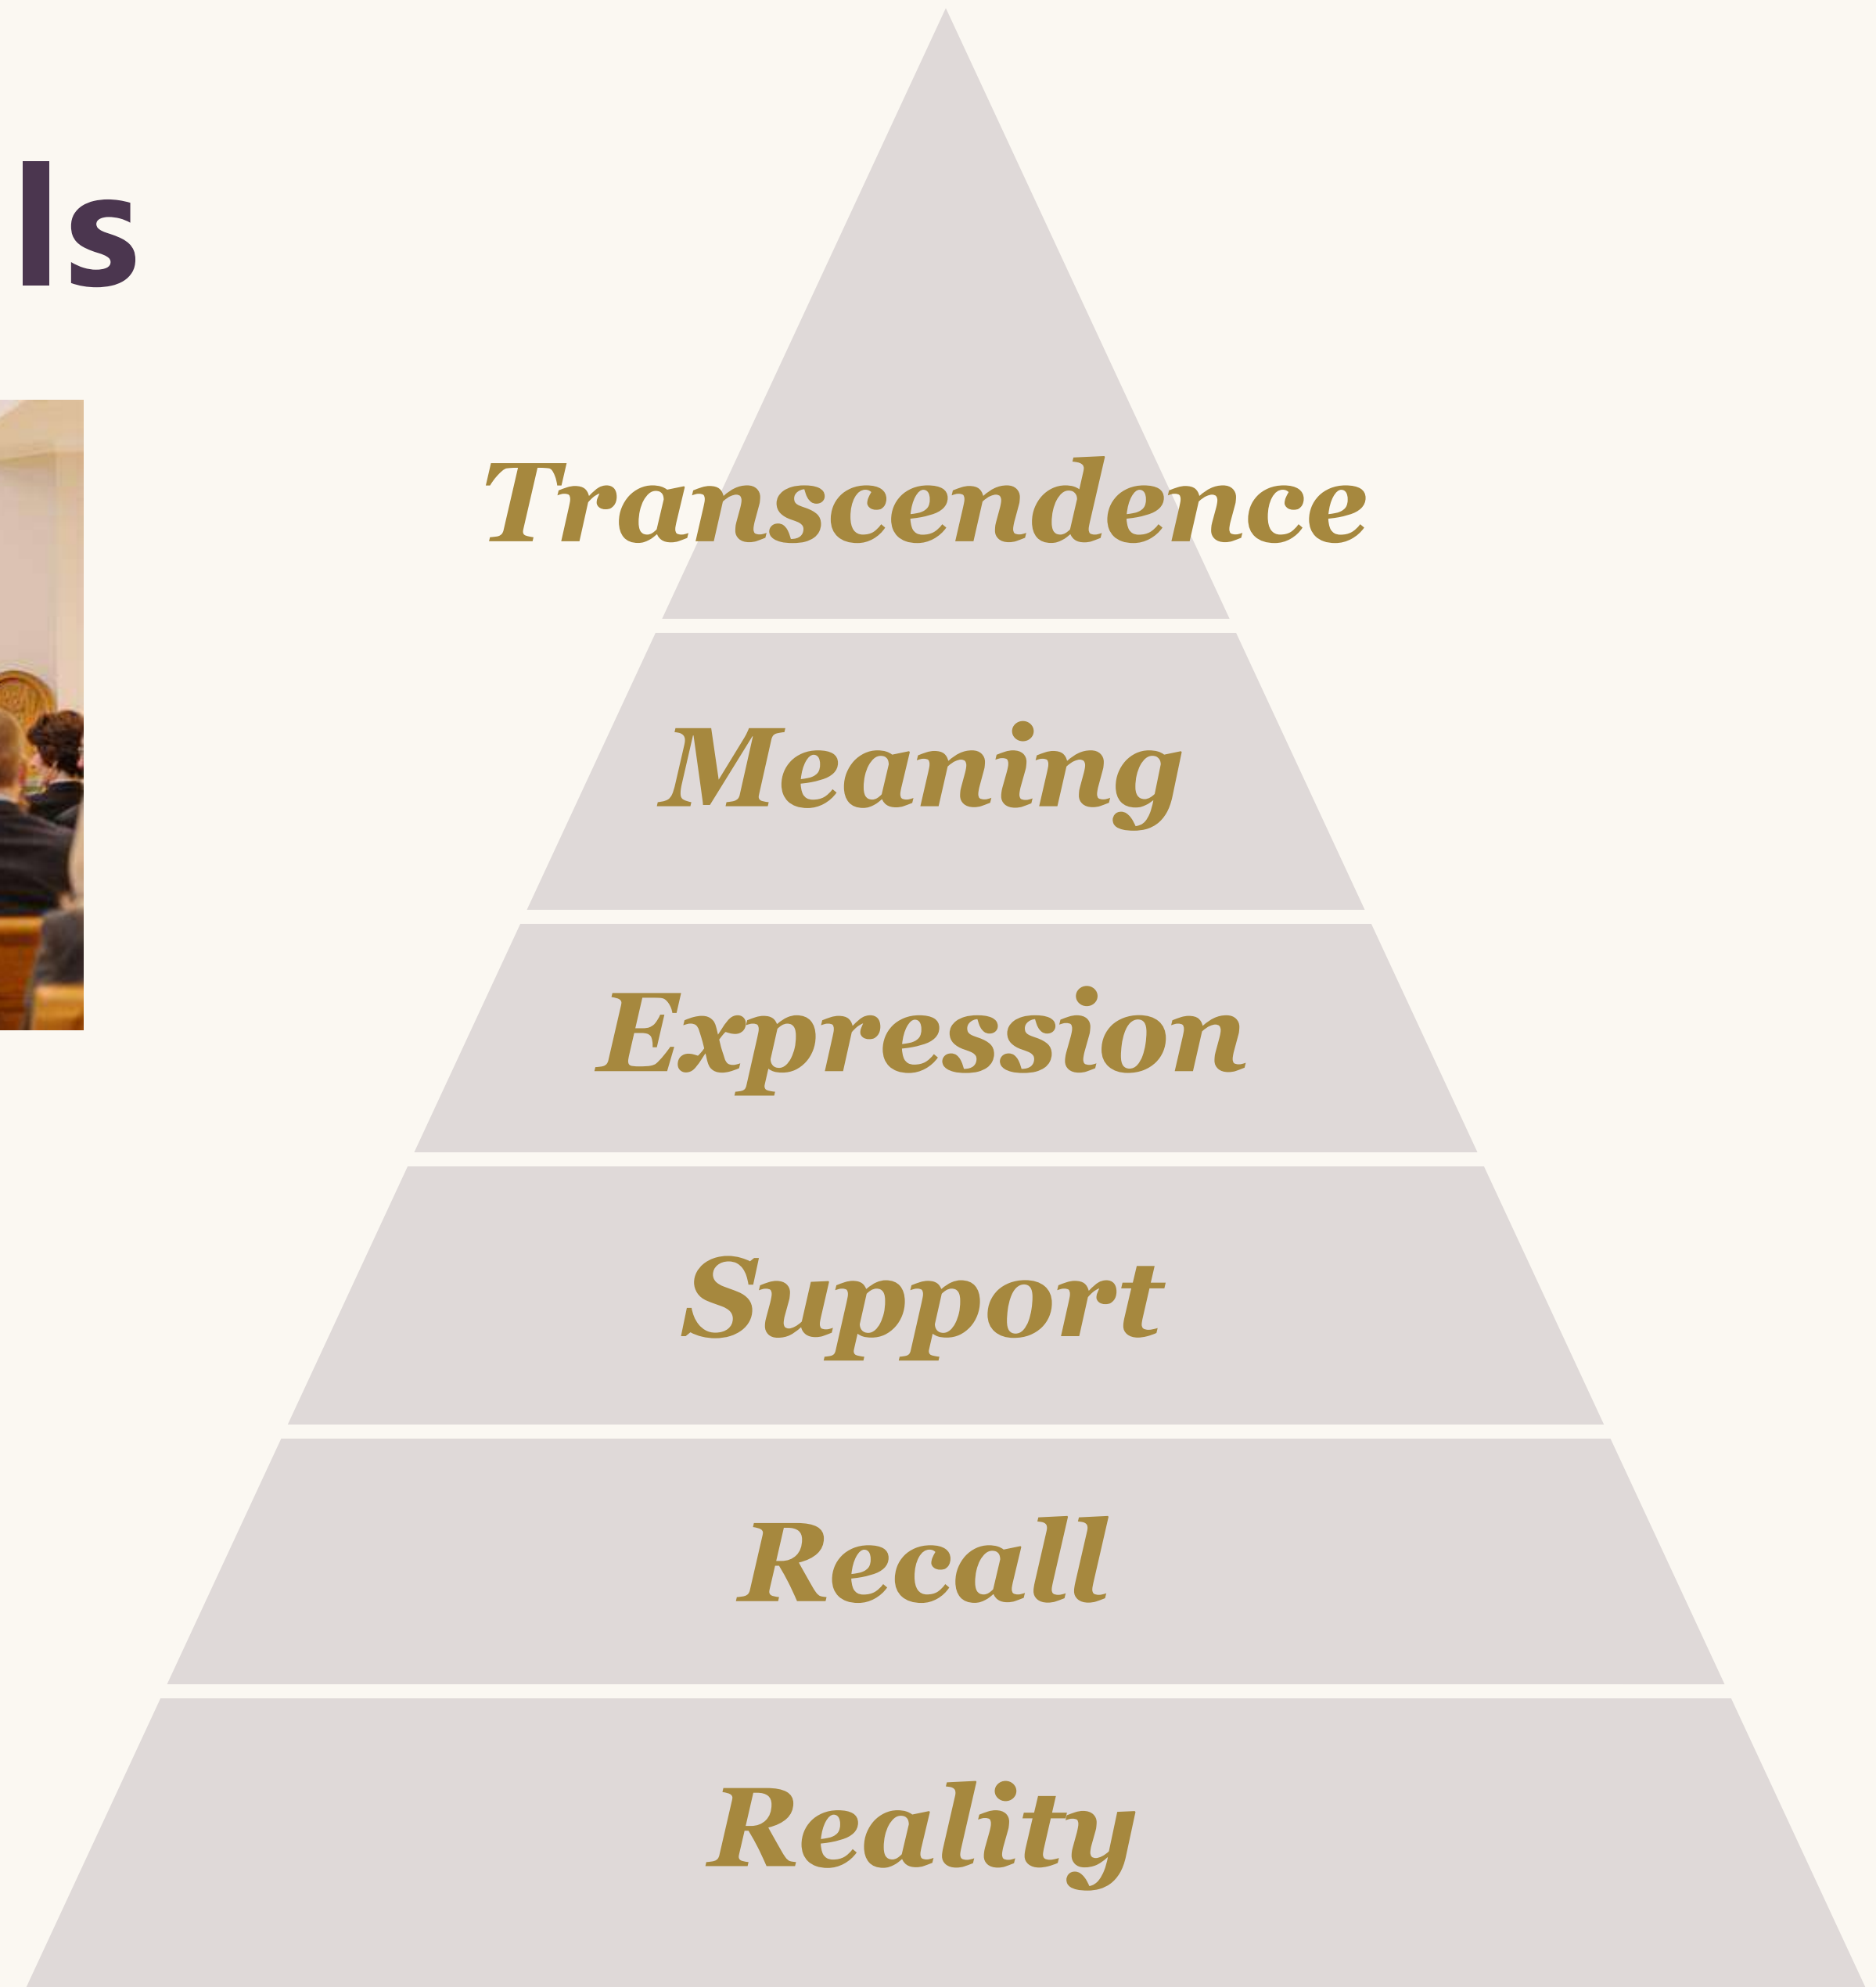 ls
Transcendence
Meaning
Expression
Support
Recall
Reality